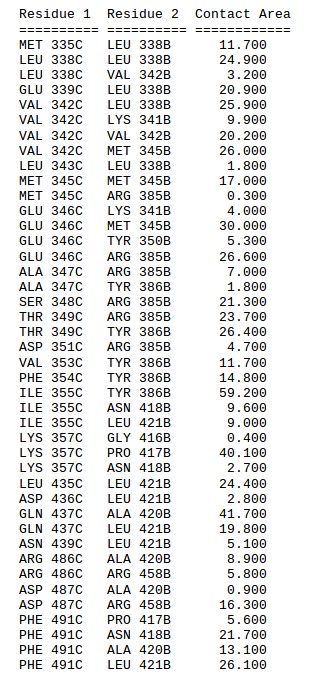 Residue 1  Residue 2  Contact Area
========== ========== ============
MET 335C   LEU 338B      11.700
LEU 338C   LEU 338B      24.900
LEU 338C   VAL 342B       3.200
GLU 339C   LEU 338B      20.900
VAL 342C   LEU 338B      25.900
VAL 342C   LYS 341B       9.900
VAL 342C   VAL 342B      20.200
VAL 342C   MET 345B      26.000
LEU 343C   LEU 338B       1.800
MET 345C   MET 345B      17.000
MET 345C   ARG 385B       0.300
GLU 346C   LYS 341B       4.000
GLU 346C   MET 345B      30.000
GLU 346C   TYR 350B       5.300
GLU 346C   ARG 385B      26.600
ALA 347C   ARG 385B       7.000
ALA 347C   TYR 386B       1.800
SER 348C   ARG 385B      21.300
THR 349C   ARG 385B      23.700
THR 349C   TYR 386B      26.400
ASP 351C   ARG 385B       4.700
VAL 353C   TYR 386B      11.700
PHE 354C   TYR 386B      14.800
ILE 355C   TYR 386B      59.200
ILE 355C   ASN 418B       9.600
ILE 355C   LEU 421B       9.000
LYS 357C   GLY 416B       0.400
LYS 357C   PRO 417B      40.100
LYS 357C   ASN 418B       2.700
LEU 435C   LEU 421B      24.400
ASP 436C   LEU 421B       2.800
GLN 437C   ALA 420B      41.700
GLN 437C   LEU 421B      19.800
ASN 439C   LEU 421B       5.100
ARG 486C   ALA 420B       8.900
ARG 486C   ARG 458B       5.800
ASP 487C   ALA 420B       0.900
ASP 487C   ARG 458B      16.300
PHE 491C   PRO 417B       5.600
PHE 491C   ASN 418B      21.700
PHE 491C   ALA 420B      13.100
PHE 491C   LEU 421B      26.100